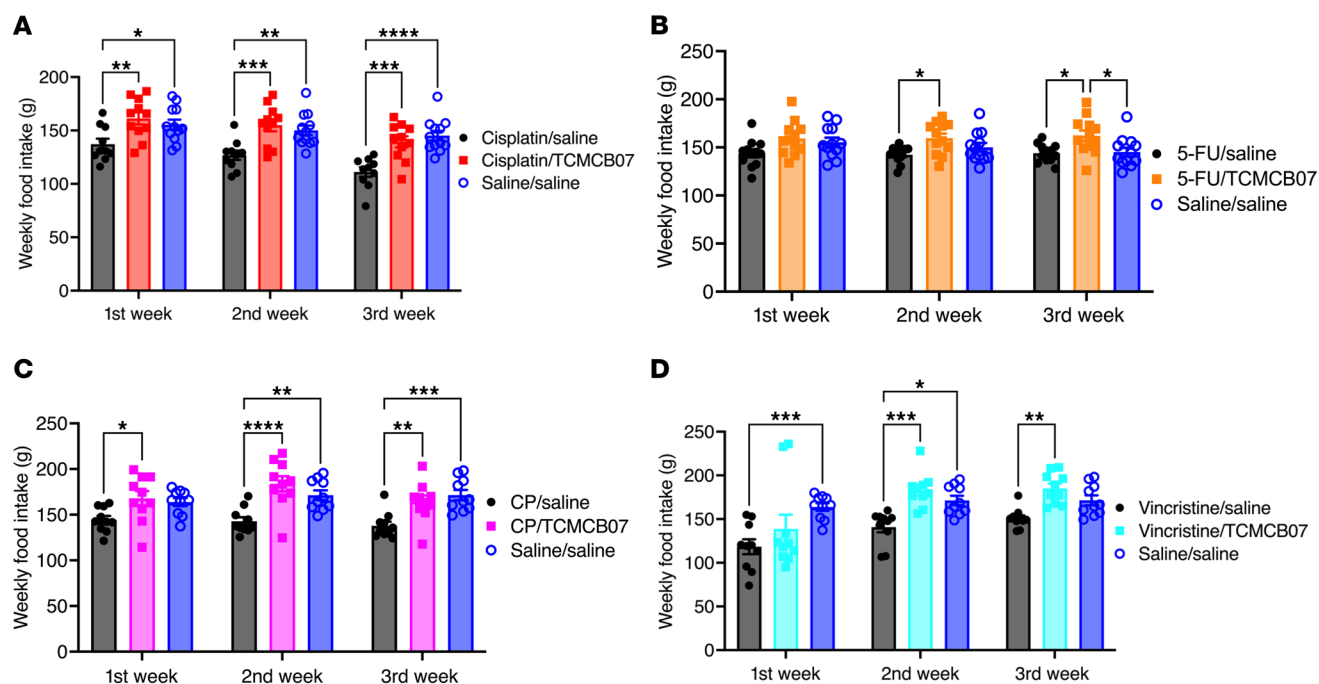 A
Weekly food intake (g)
200
150
100
50
0
* ** ****
** *** ***
1st week 2nd week 3rd week
Cisplatin/saline
Cisplatin/TCMCB07
Saline/saline
B
Weekly food intake (g)
250
200
150
100
50
0
* * *
1st week 2nd week 3rd week
5-FU/saline
5-FU/TCMCB07
Saline/saline
C
Weekly food intake (g)
250
200
150
100
50
0
** ***
* **** **
1st week 2nd week 3rd week
CP/saline
CP/TCMCB07
Saline/saline
D
Weekly food intake (g)
250
200
150
100
50
0
*
*** *** **
1st week 2nd week 3rd week
Vincristine/saline
Vincristine/TCMCB07
Saline/saline